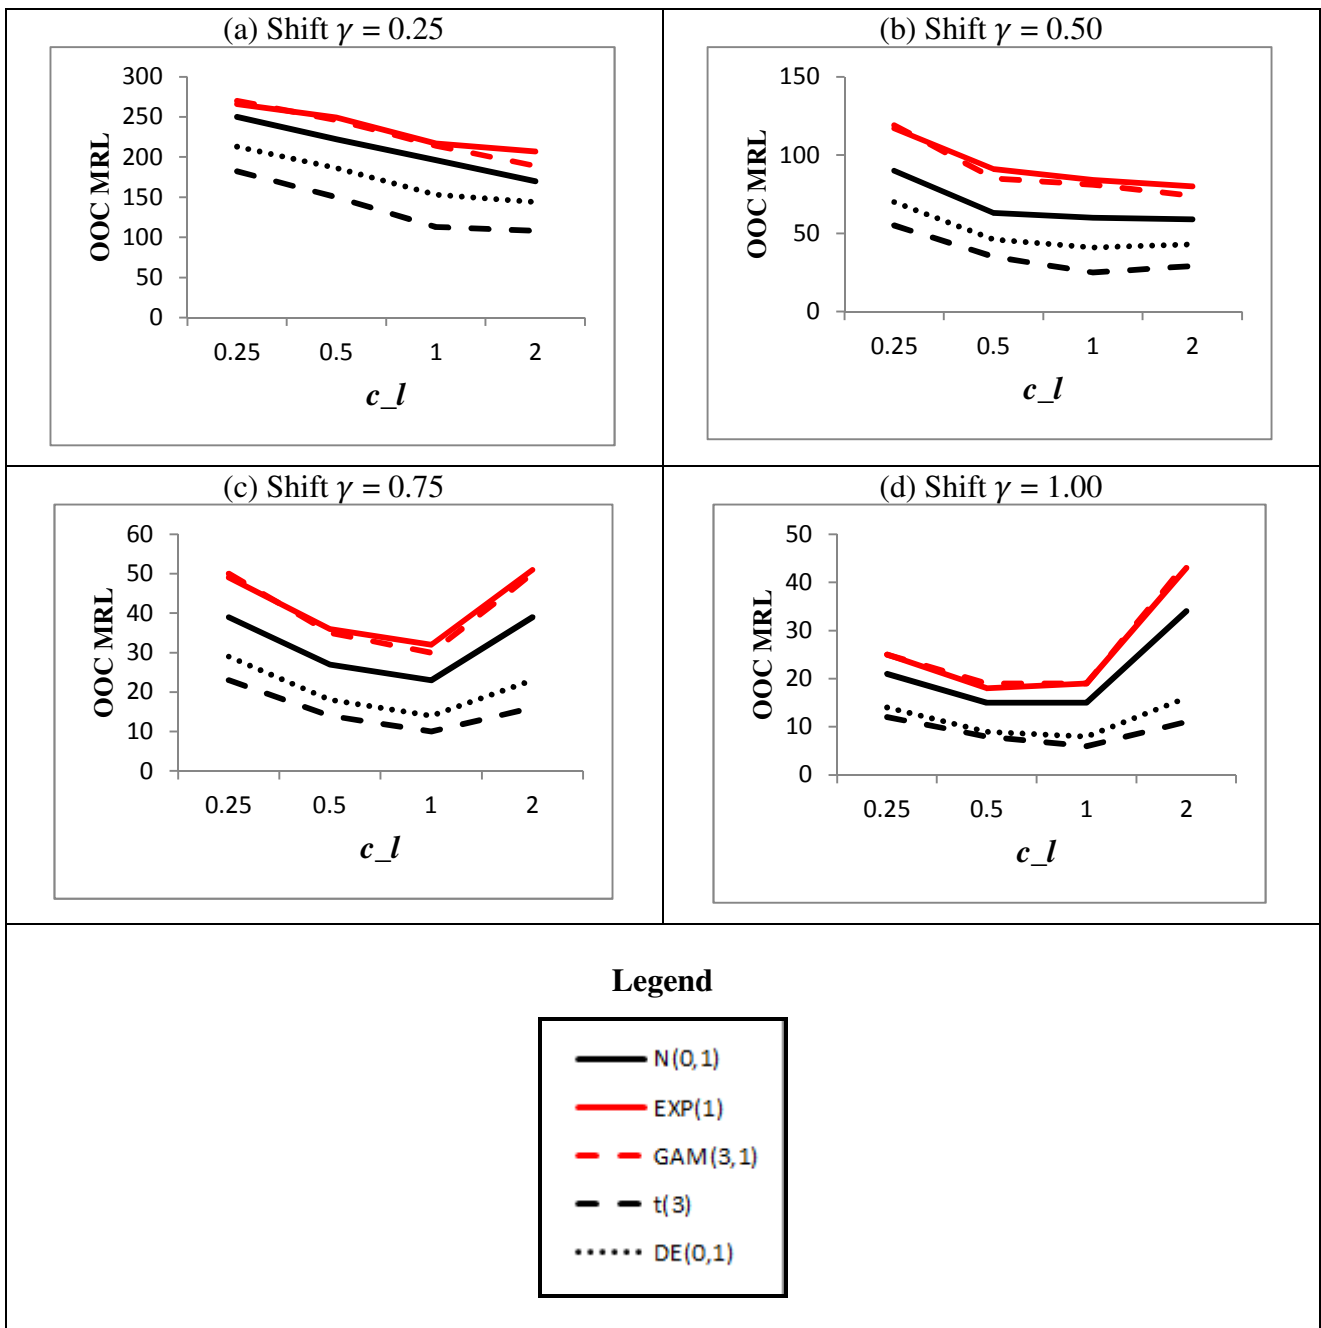 (a) Shift γ = 0.25
300
250
200
150
100
50
0
OOC MRL
0.25 0.5 1 2
c_l
(b) Shift γ = 0.50
150
100
50
0
OOC MRL
0.25 0.5 1 2
c_l
(c) Shift γ = 0.75
60
50
40
30
20
10
0
OOC MRL
0.25 0.5 1 2
c_l
(d) Shift γ = 1.00
50
40
30
20
10
0
OOC MRL
0.25 0.5 1 2
c_l
Legend
N(0,1)
EXP(1)
GAM(3,1)
t(3)
DE(0,1)